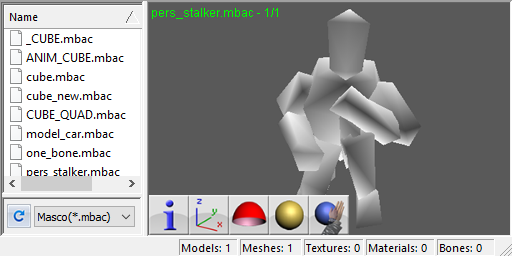 Name
_CUBE.mbac
ANIM_CUBE.mbac
cube.mbac
cube_new.mbac
CUBE_QUAD.mbac
model_car.mbac
one_bone.mbac
pers_stalker.mbac
Masco(*.mbac)
pers_stalker.mbac - 1/1
z
y
x
Models: 1
Meshes: 1
Textures: 0
Materials: 0
Bones: 0